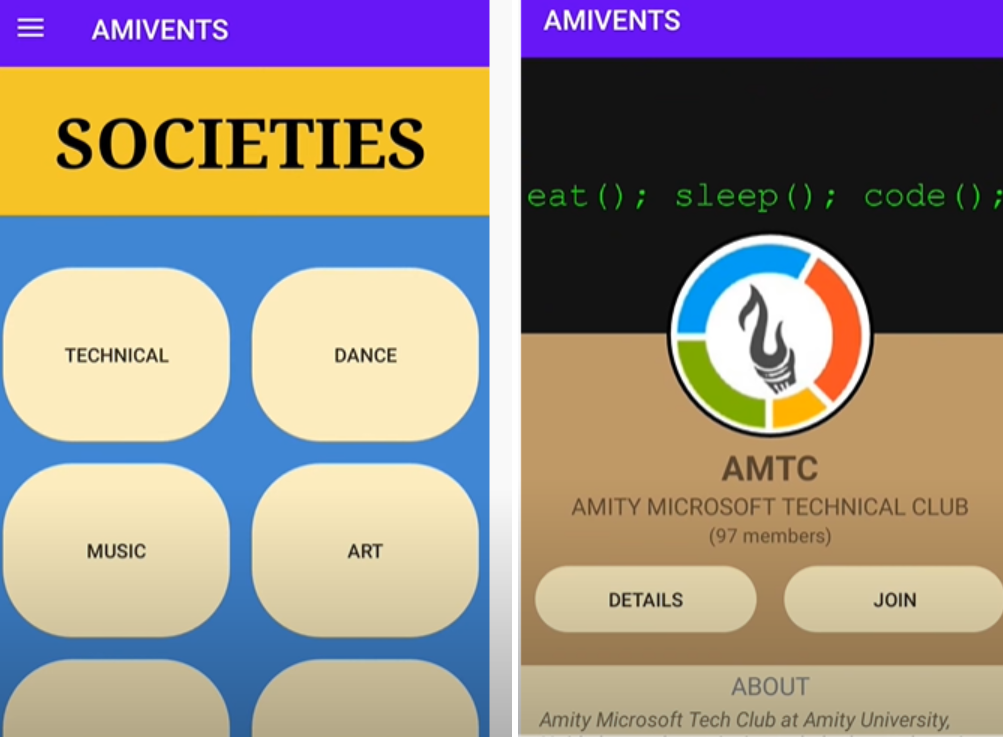 AMIVENTS
SOCIETIES
TECHNICAL
DANCE
MUSIC
ART
AMIVENTS
eat(); sleep(); code();
AMTC
AMITY MICROSOFT TECHNICAL CLUB
(97 members)
DETAILS
JOIN
ABOUT
Amity Microsoft Tech Club at Amity University,